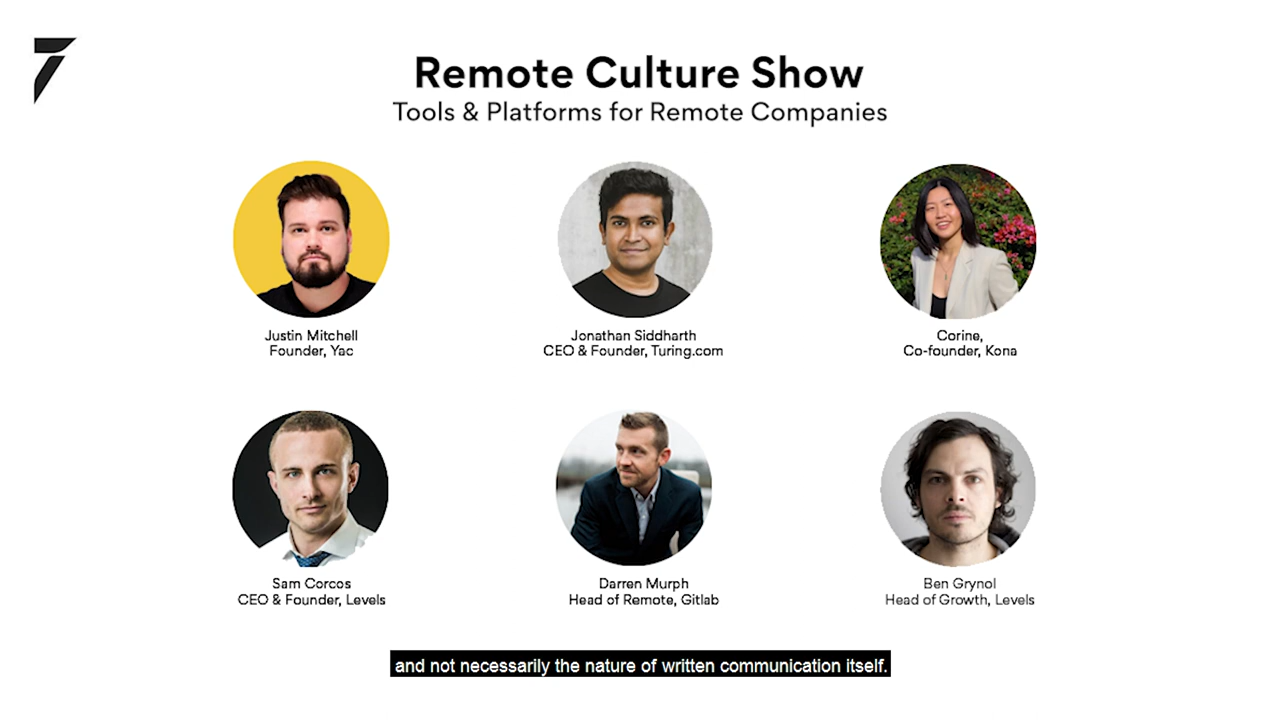 Remote Culture Show
Tools & Platforms for Remote Companies
Justin Mitchell
Founder, Yac
Jonathan Siddharth
CEO & Founder, Turing.com
Corine,
Co-founder, Kona
Sam Corcos
CEO & Founder, Levels
Darren Murph
Head of Remote, Gitlab
Ben Grynol
Head of Growth, Levels
and not necessarily the nature of written communication itself.